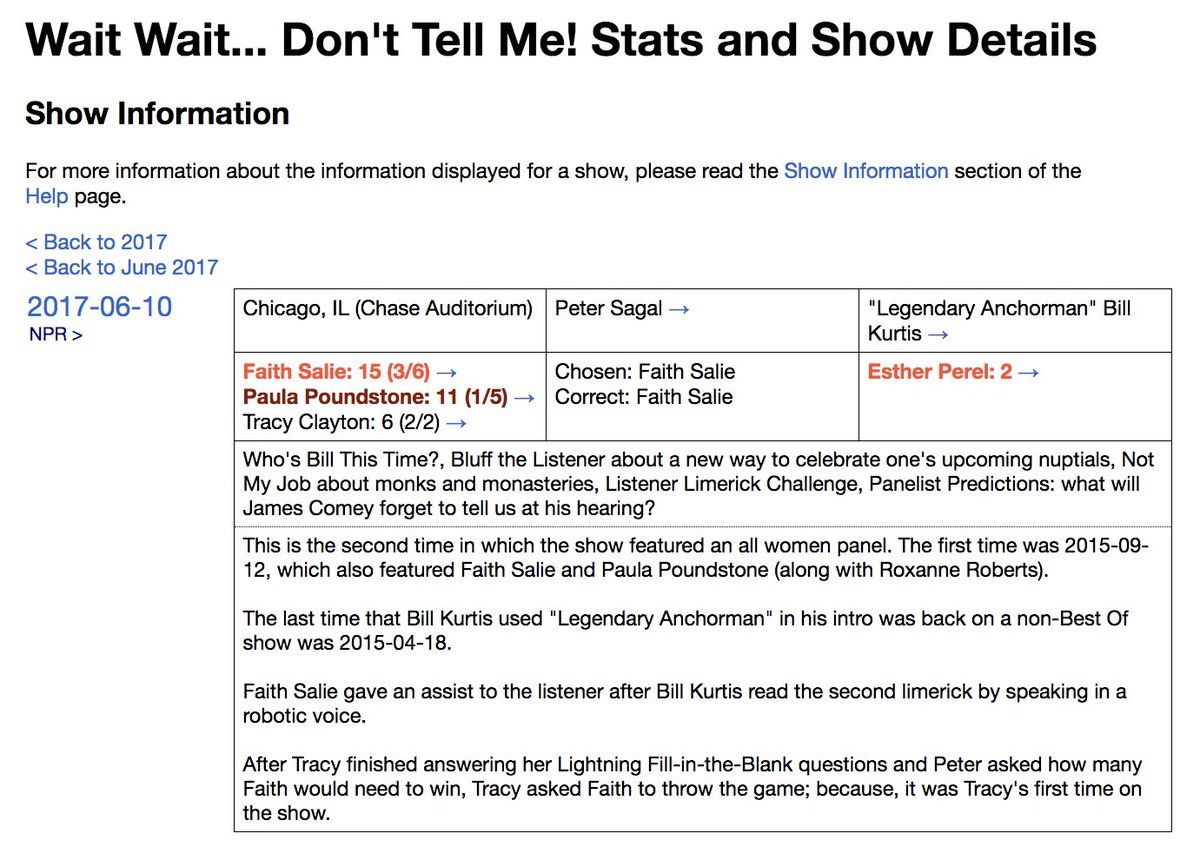 Wait Wait... Don't Tell Me! Stats and Show Details
Show Information
For more information about the information displayed for a show, please read the Show Information section of the
Help page.
< Back to 2017
< Back to June 2017
2017-06-10
NPR >
Chicago, IL (Chase Auditorium)
Peter Sagal →
"Legendary Anchorman" Bill
Kurtis →
Faith Salie: 15 (3/6) →
Paula Poundstone: 11 (1/5) →
Tracy Clayton: 6 (2/2) →
Chosen: Faith Salie
Correct: Faith Salie
Esther Perel: 2 →
Who's Bill This Time?, Bluff the Listener about a new way to celebrate one's upcoming nuptials, Not
My Job about monks and monasteries, Listener Limerick Challenge, Panelist Predictions: what will
James Comey forget to tell us at his hearing?
This is the second time in which the show featured an all women panel. The first time was 2015-09-
12, which also featured Faith Salie and Paula Poundstone (along with Roxanne Roberts).
The last time that Bill Kurtis used "Legendary Anchorman" in his intro was back on a non-Best Of
show was 2015-04-18.
Faith Salie gave an assist to the listener after Bill Kurtis read the second limerick by speaking in a
robotic voice.
After Tracy finished answering her Lightning Fill-in-the-Blank questions and Peter asked how many
Faith would need to win, Tracy asked Faith to throw the game; because, it was Tracy's first time on
the show.